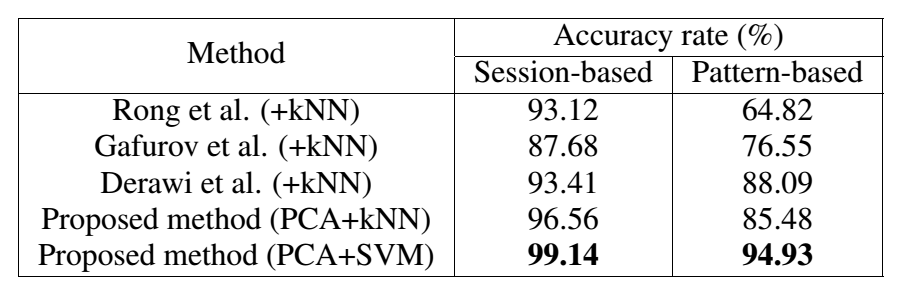 Method Accuracy rate (%)
Session-based Pattern-based
Rong et al. (+kNN) 93.12 64.82
Gafurov et al. (+kNN) 87.68 76.55
Derawi et al. (+kNN) 93.41 88.09
Proposed method (PCA+kNN) 96.56 85.48
Proposed method (PCA+SVM) 99.14 94.93